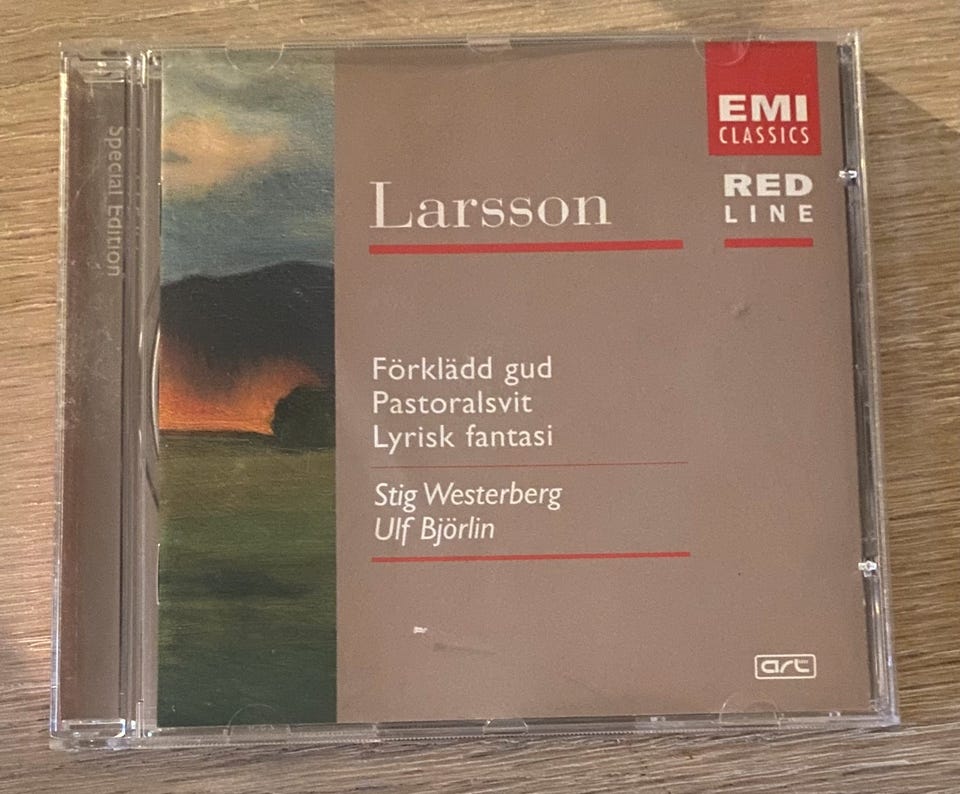 Special Edition
EMI
CLASSICS
RED
LINE
Larsson
Förklädd gud
Pastoralsvit
Lyrisk fantasi
Stig Westerberg
Ulf Björlin
art